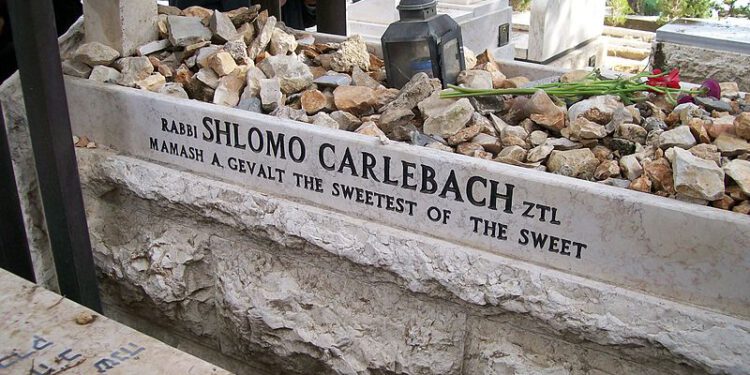 RABBI SHLOMO CARLEBACH ZTL
MAMASH A. GEVALT THE SWEETEST OF THE SWEET